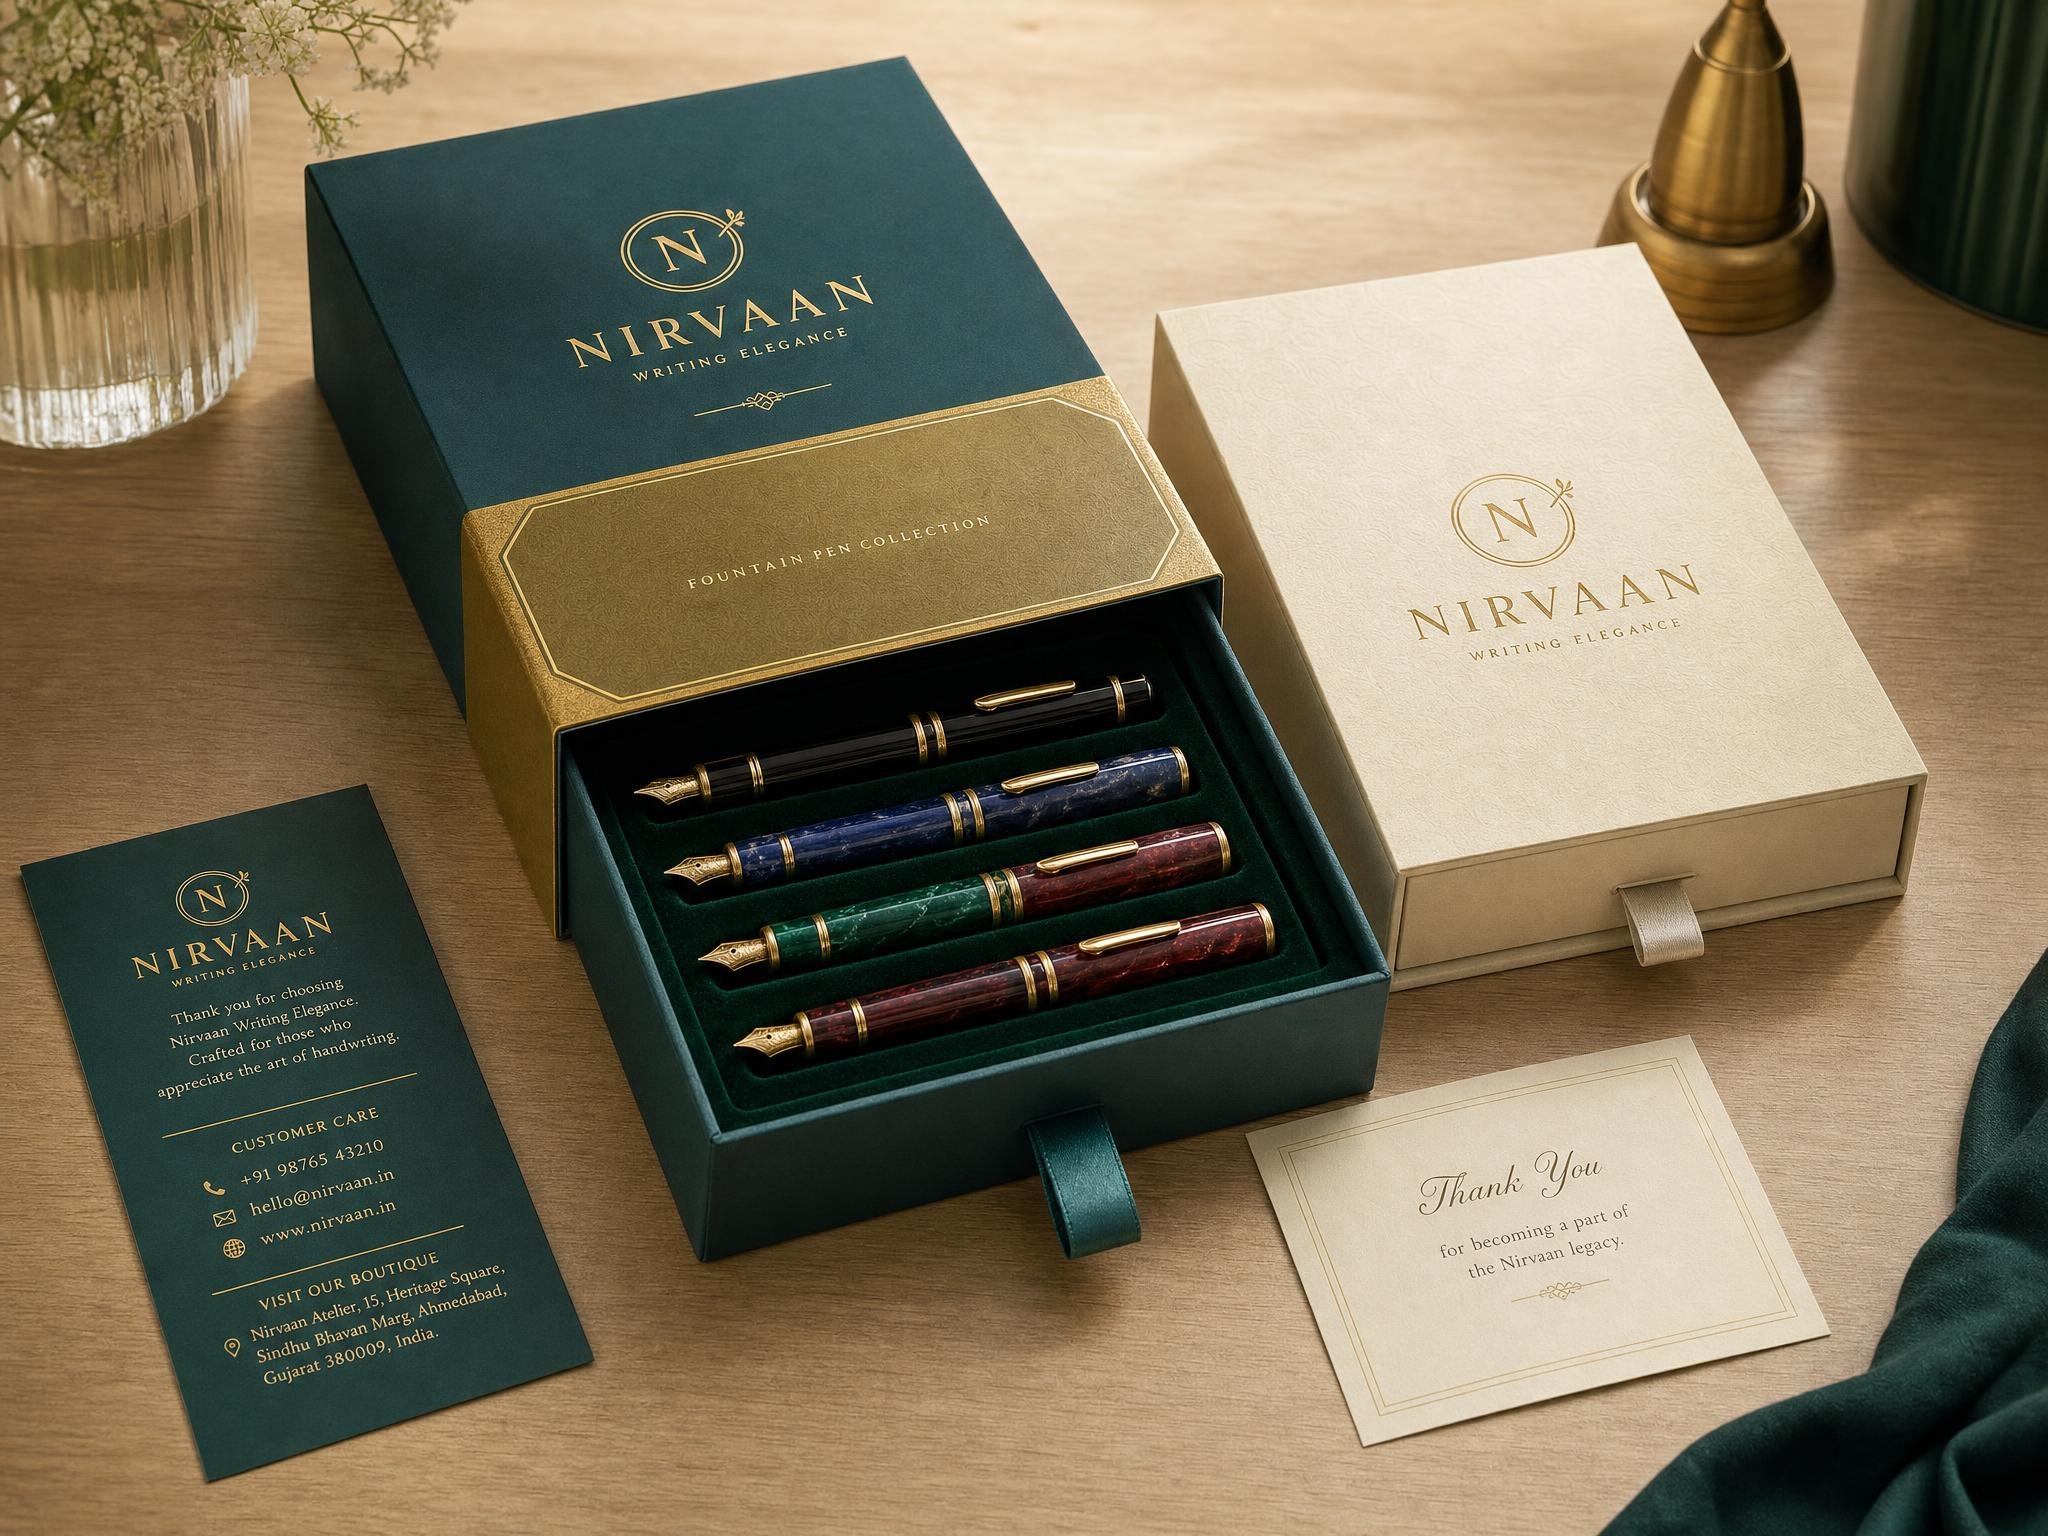 N
NIRVAAN
WRITING ELEGANCE
FOUNTAIN PEN COLLECTION
N
NIRVAAN
WRITING ELEGANCE
N
NIRVAAN
WRITING ELEGANCE
Thank you for choosing
Nirvaan Writing Elegance.
Crafted for those who
appreciate the art of handwrting.
CUSTOMER CARE
+91 98765 43210
hello@nirvaan.in
www.nirvaan.in
VISIT OUR BOUTIQUE
Nirvaan Atelier, 15, Heritage Square,
Sindhu Bhavan Marg, Ahmedabad,
Gujarat 380009, India.
Thank You
for becoming a part of
the Nirvaan legacy.